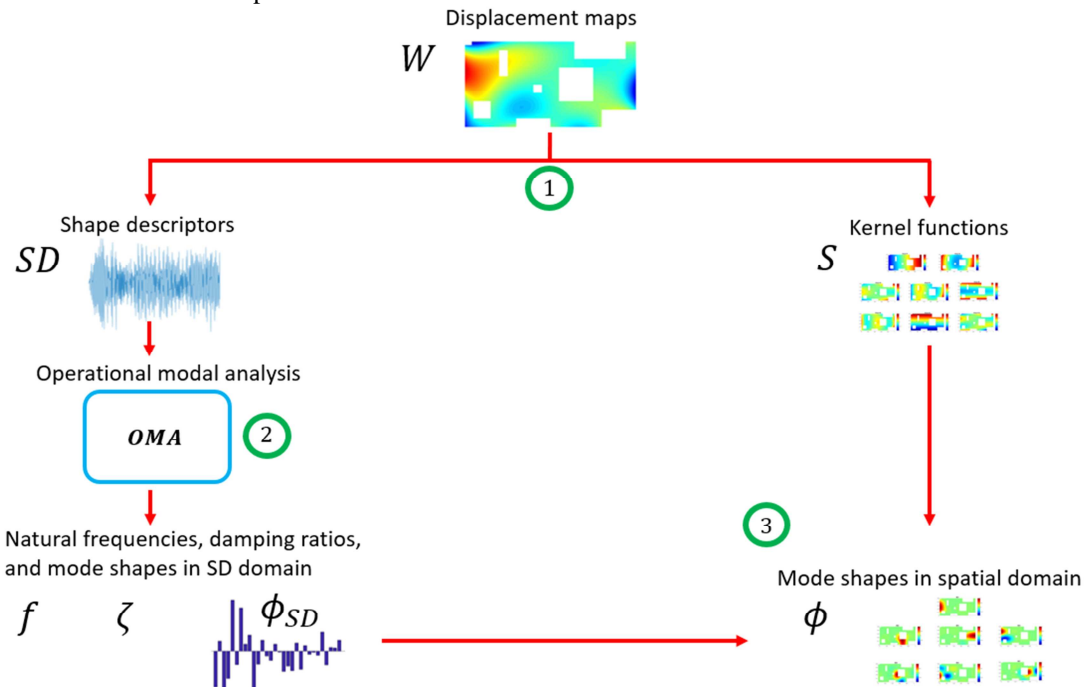 Displacement maps
W
1
Shape descriptors
SD
Kernel functions
S
Operational modal analysis
OMA
2
3
Natural frequencies, damping ratios,
and mode shapes in SD domain
f ζ ϕSD
Mode shapes in spatial domain
ϕ